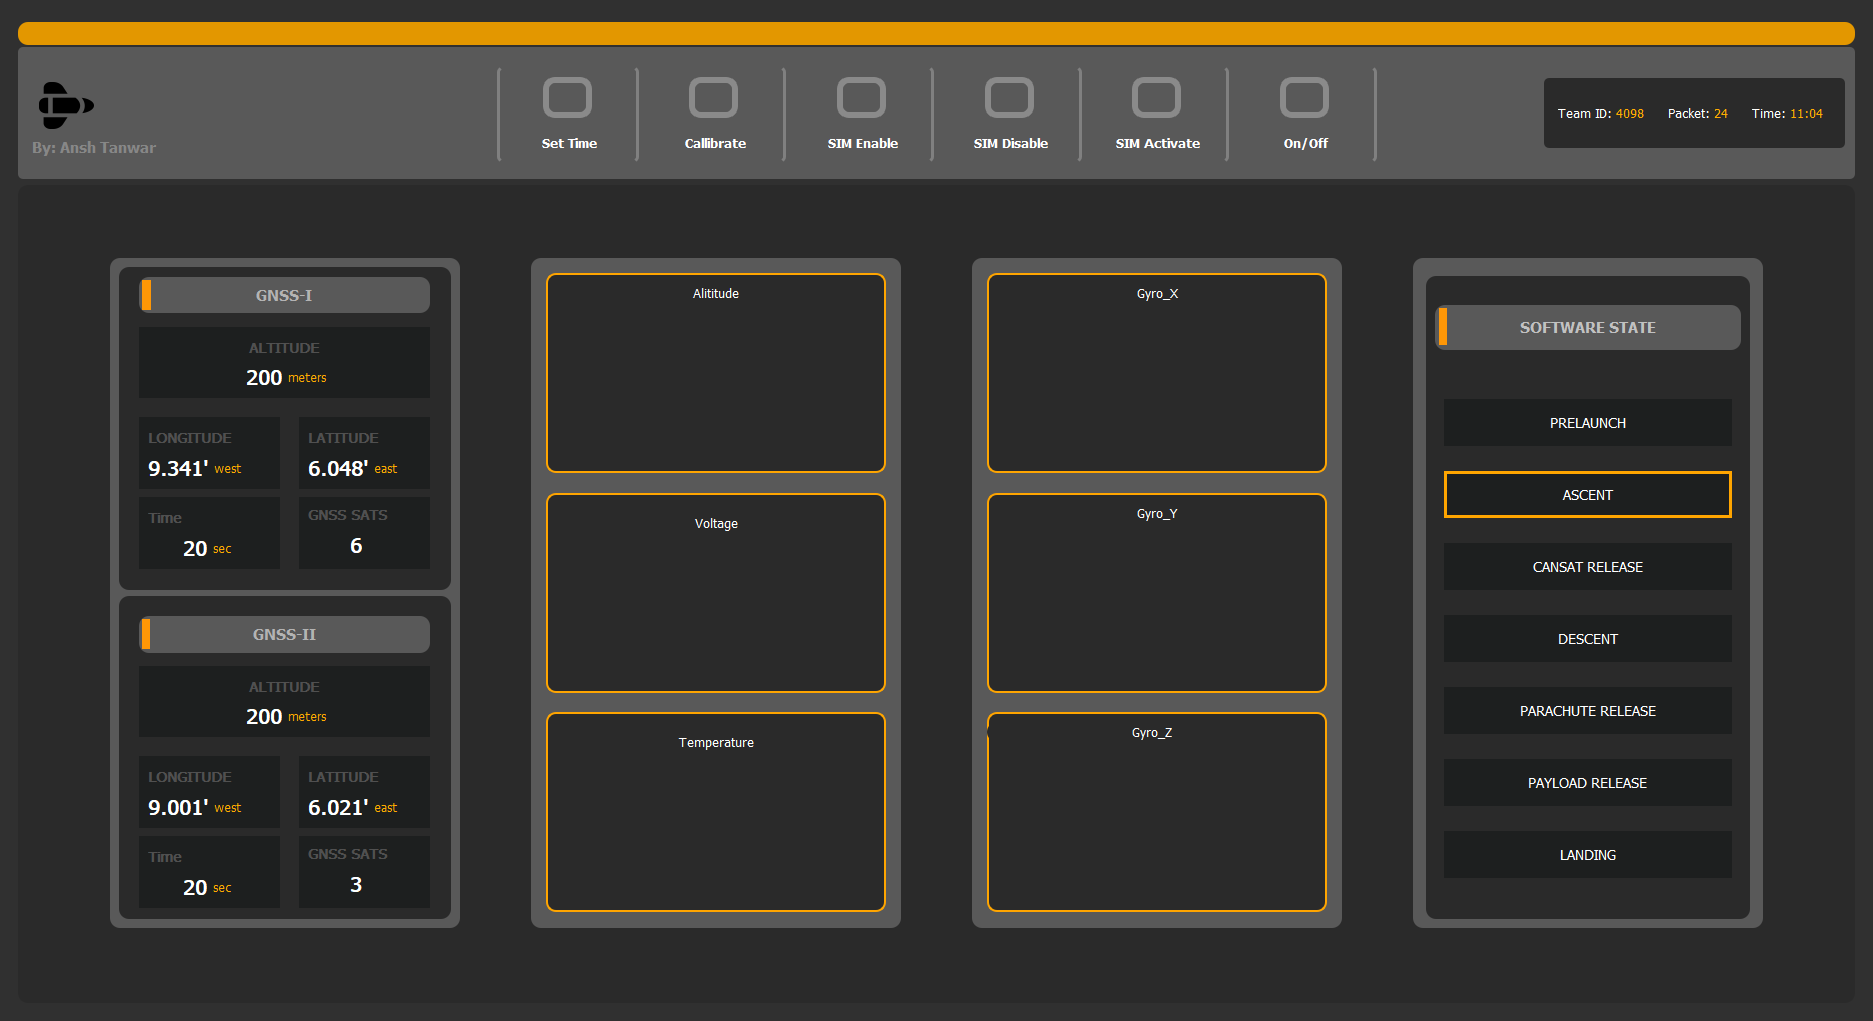 By: Ansh Tanwar
Set Time
Callibrate
SIM Enable
SIM Disable
SIM Activate
On/Off
Team ID: 4098 Packet: 24 Time: 11:04
GNSS-I
ALTITUDE
200 meters
LONGITUDE
9.341' west
LATITUDE
6.048' east
Time
20 sec
GNSS SATS
6
GNSS-II
ALTITUDE
200 meters
LONGITUDE
9.001' west
LATITUDE
6.021' east
Time
20 sec
GNSS SATS
3
Alititude
Voltage
Temperature
Gyro_X
Gyro_Y
Gyro_Z
SOFTWARE STATE
PRELAUNCH
ASCENT
CANSAT RELEASE
DESCENT
PARACHUTE RELEASE
PAYLOAD RELEASE
LANDING